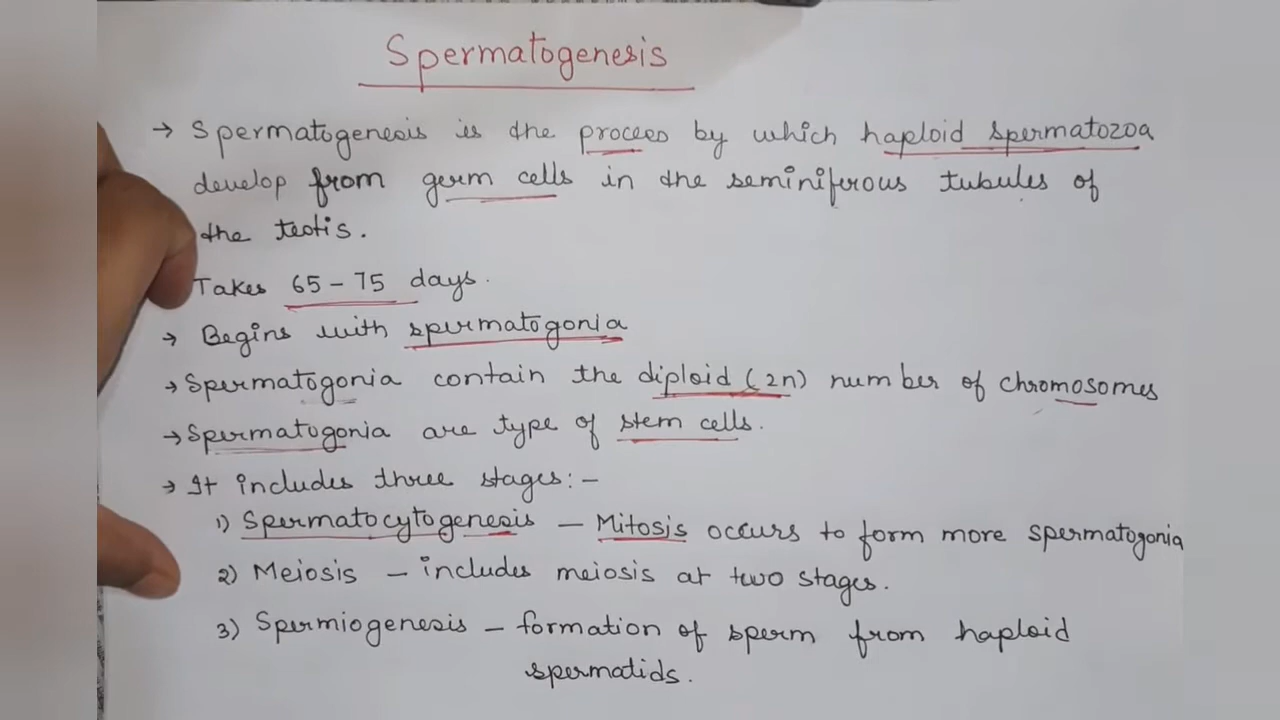 Spermatogenesis
→ Spermatogenesis is the process by which haploid spermatozoa
develop from germ cells in the seminiferous tubules of
the testis.
Takes 65-75 days.
→ Begins with spermatogonia
→ Spermatogonia contain the diploid (2n) number of chromosomes
→ Spermatogonia are type of stem cells.
→ It includes three stages:-
1) Spermatocytogenesis – Mitosis occurs to form more spermatogonia
2) Meiosis – includes meiosis at two stages.
3) Spermiogenesis – formation of sperm from haploid
spermatids.